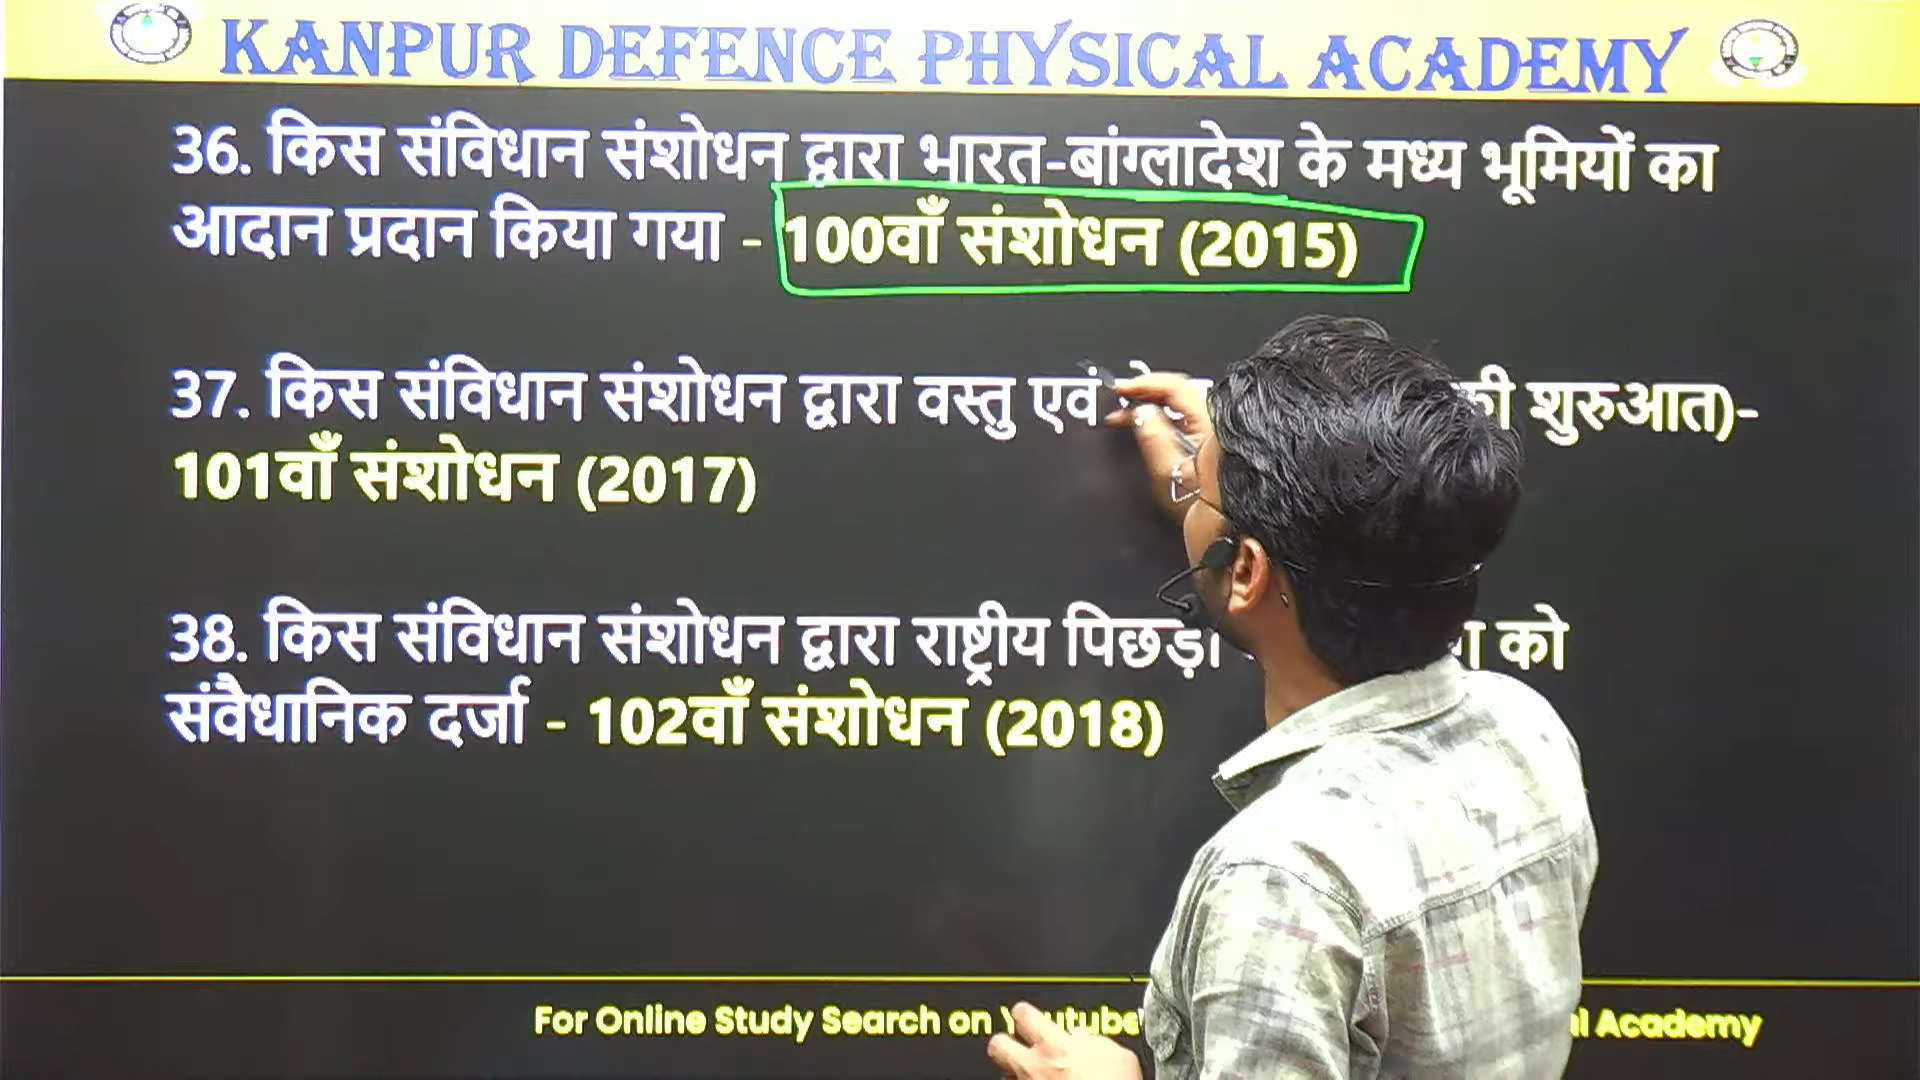 KANPUR DEFENCE PHYSICAL ACADEMY
36. किस संविधान संशोधन द्वारा भारत-बांग्लादेश के मध्य भूमियों का
आदान प्रदान किया गया - 100वाँ संशोधन (2015)
37. किस संविधान संशोधन द्वारा वस्तु एवं की शुरुआत)-
101वाँ संशोधन (2017)
38. किस संविधान संशोधन द्वारा राष्ट्रीय पिछड़ा को
संवैधानिक दर्जा - 102वाँ संशोधन (2018)
For Online Study Search on Academy